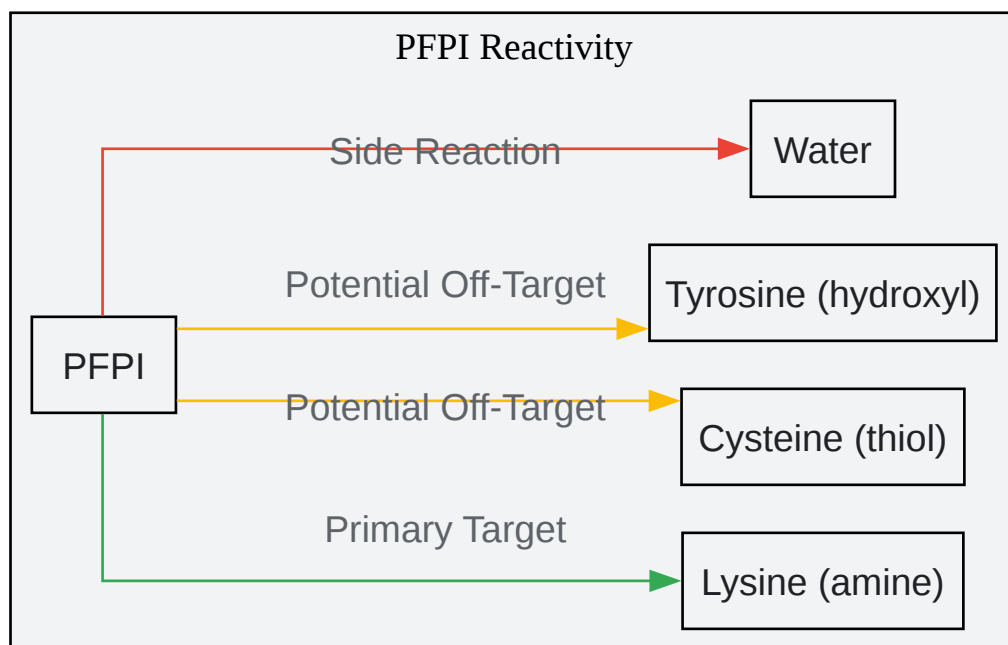 PFPI Reactivity
Side Reaction
Water
Potential Off-Target
Tyrosine (hydroxyl)
PFPI
Potential Off-Target
Cysteine (thiol)
Primary Target
Lysine (amine)